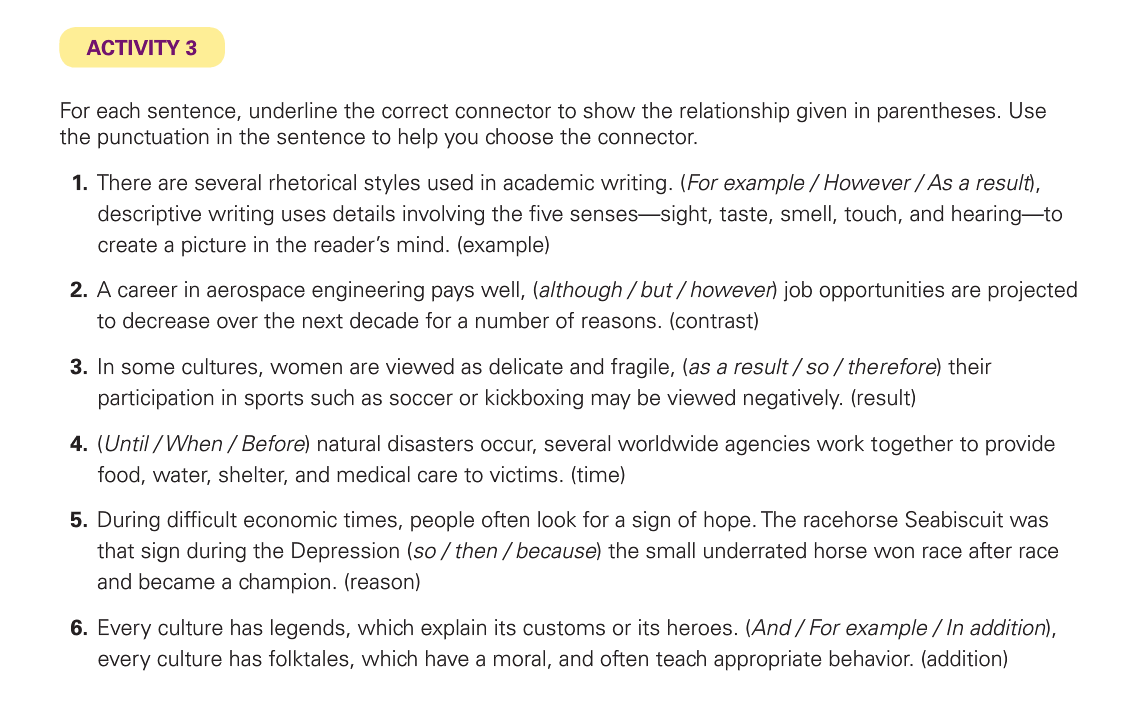 ACTIVITY 3
For each sentence, underline the correct connector to show the relationship given in parentheses. Use
the punctuation in the sentence to help you choose the connector.
1. There are several rhetorical styles used in academic writing. (For example / However / As a result),
descriptive writing uses details involving the five senses—sight, taste, smell, touch, and hearing—to
create a picture in the reader’s mind. (example)
2. A career in aerospace engineering pays well, (although / but / however) job opportunities are projected
to decrease over the next decade for a number of reasons. (contrast)
3. In some cultures, women are viewed as delicate and fragile, (as a result / so / therefore) their
participation in sports such as soccer or kickboxing may be viewed negatively. (result)
4. (Until / When / Before) natural disasters occur, several worldwide agencies work together to provide
food, water, shelter, and medical care to victims. (time)
5. During difficult economic times, people often look for a sign of hope. The racehorse Seabiscuit was
that sign during the Depression (so / then / because) the small underrated horse won race after race
and became a champion. (reason)
6. Every culture has legends, which explain its customs or its heroes. (And / For example / In addition),
every culture has folktales, which have a moral, and often teach appropriate behavior. (addition)